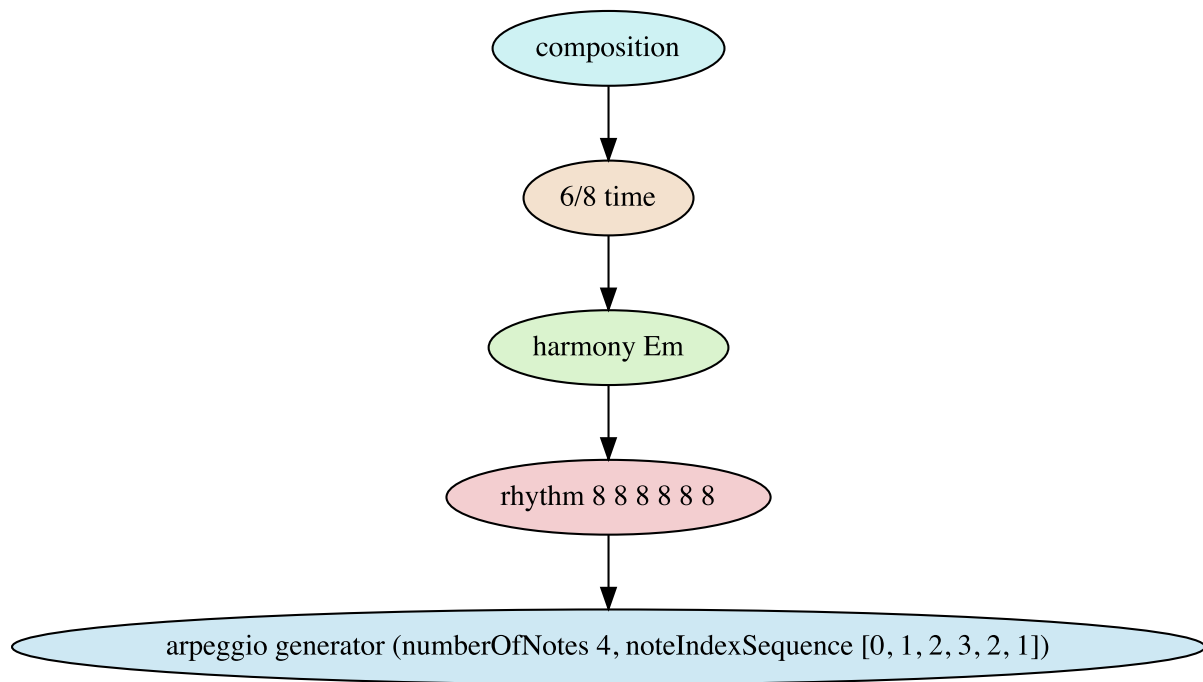 composition
6/8 time
harmony Em
rhythm 8 8 8 8 8 8
arpeggio generator (numberOfNotes 4, noteIndexSequence [0, 1, 2, 3, 2, 1])